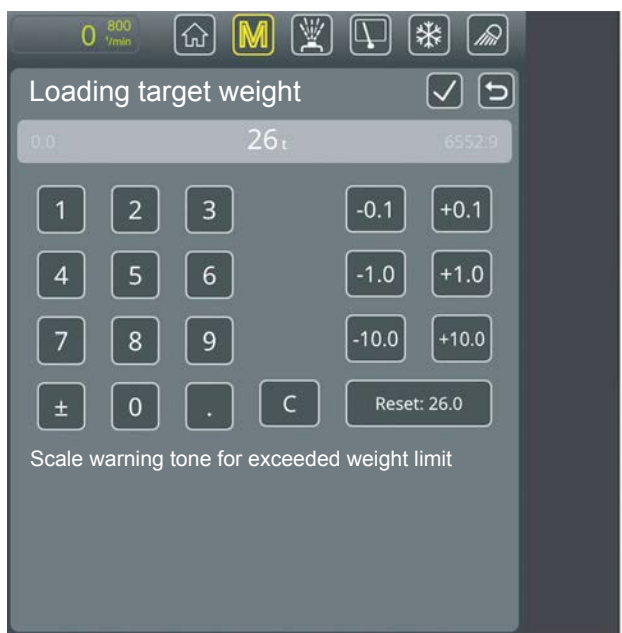 0 800 1/min M
Loading target weight
0.0 26 t 6552.9
1 2 3 -0.1 +0.1
4 5 6 -1.0 +1.0
7 8 9 -10.0 +10.0
± 0 . C Reset: 26.0
Scale warning tone for exceeded weight limit